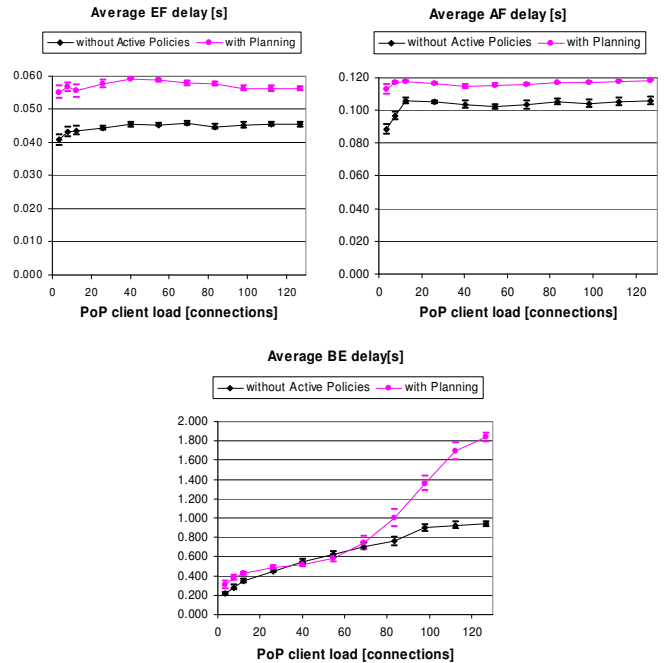 Average EF delay [s]
without Active Policies with Planning
0.060
0.050
0.040
0.030
0.020
0.010
0.000
0 20 40 60 80 100 120
PoP client load [connections]
Average AF delay [s]
without Active Policies with Planning
0.120
0.100
0.080
0.060
0.040
0.020
0.000
0 20 40 60 80 100 120
PoP client load [connections]
Average BE delay[s]
without Active Policies with Planning
2.000
1.800
1.600
1.400
1.200
1.000
0.800
0.600
0.400
0.200
0.000
0 20 40 60 80 100 120
PoP client load [connections]